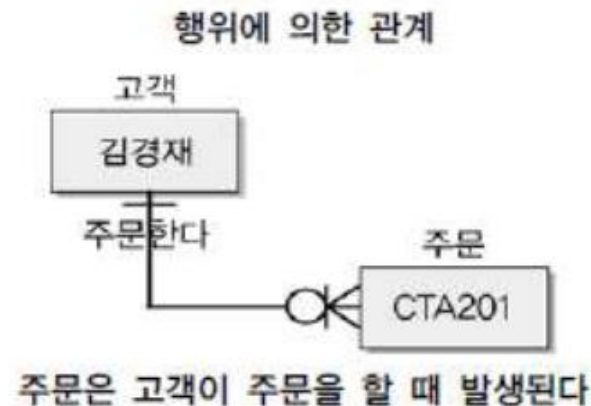 행위에 의한 관계
고객
김경재
주문한다
주문
CTA201
주문은 고객이 주문을 할 때 발생된다